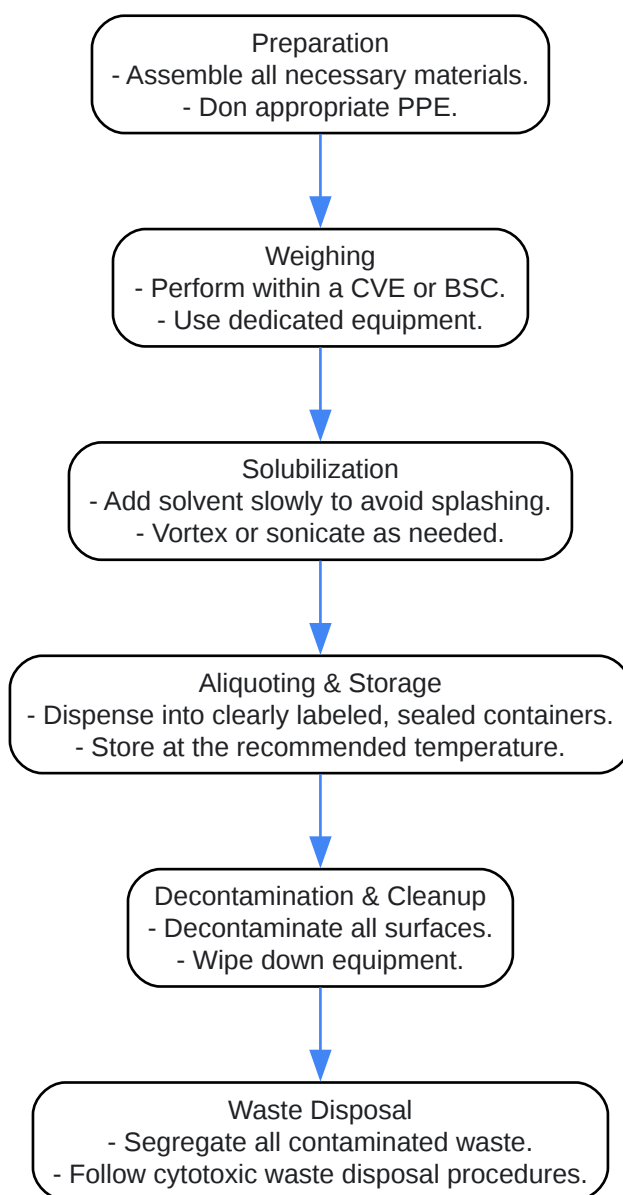 Preparation
- Assemble all necessary materials.
- Don appropriate PPE.
Weighing
- Perform within a CVE or BSC.
- Use dedicated equipment.
Solubilization
- Add solvent slowly to avoid splashing.
- Vortex or sonicate as needed.
Aliquoting & Storage
- Dispense into clearly labeled, sealed containers.
- Store at the recommended temperature.
Decontamination & Cleanup
- Decontaminate all surfaces.
- Wipe down equipment.
Waste Disposal
- Segregate all contaminated waste.
- Follow cytotoxic waste disposal procedures.